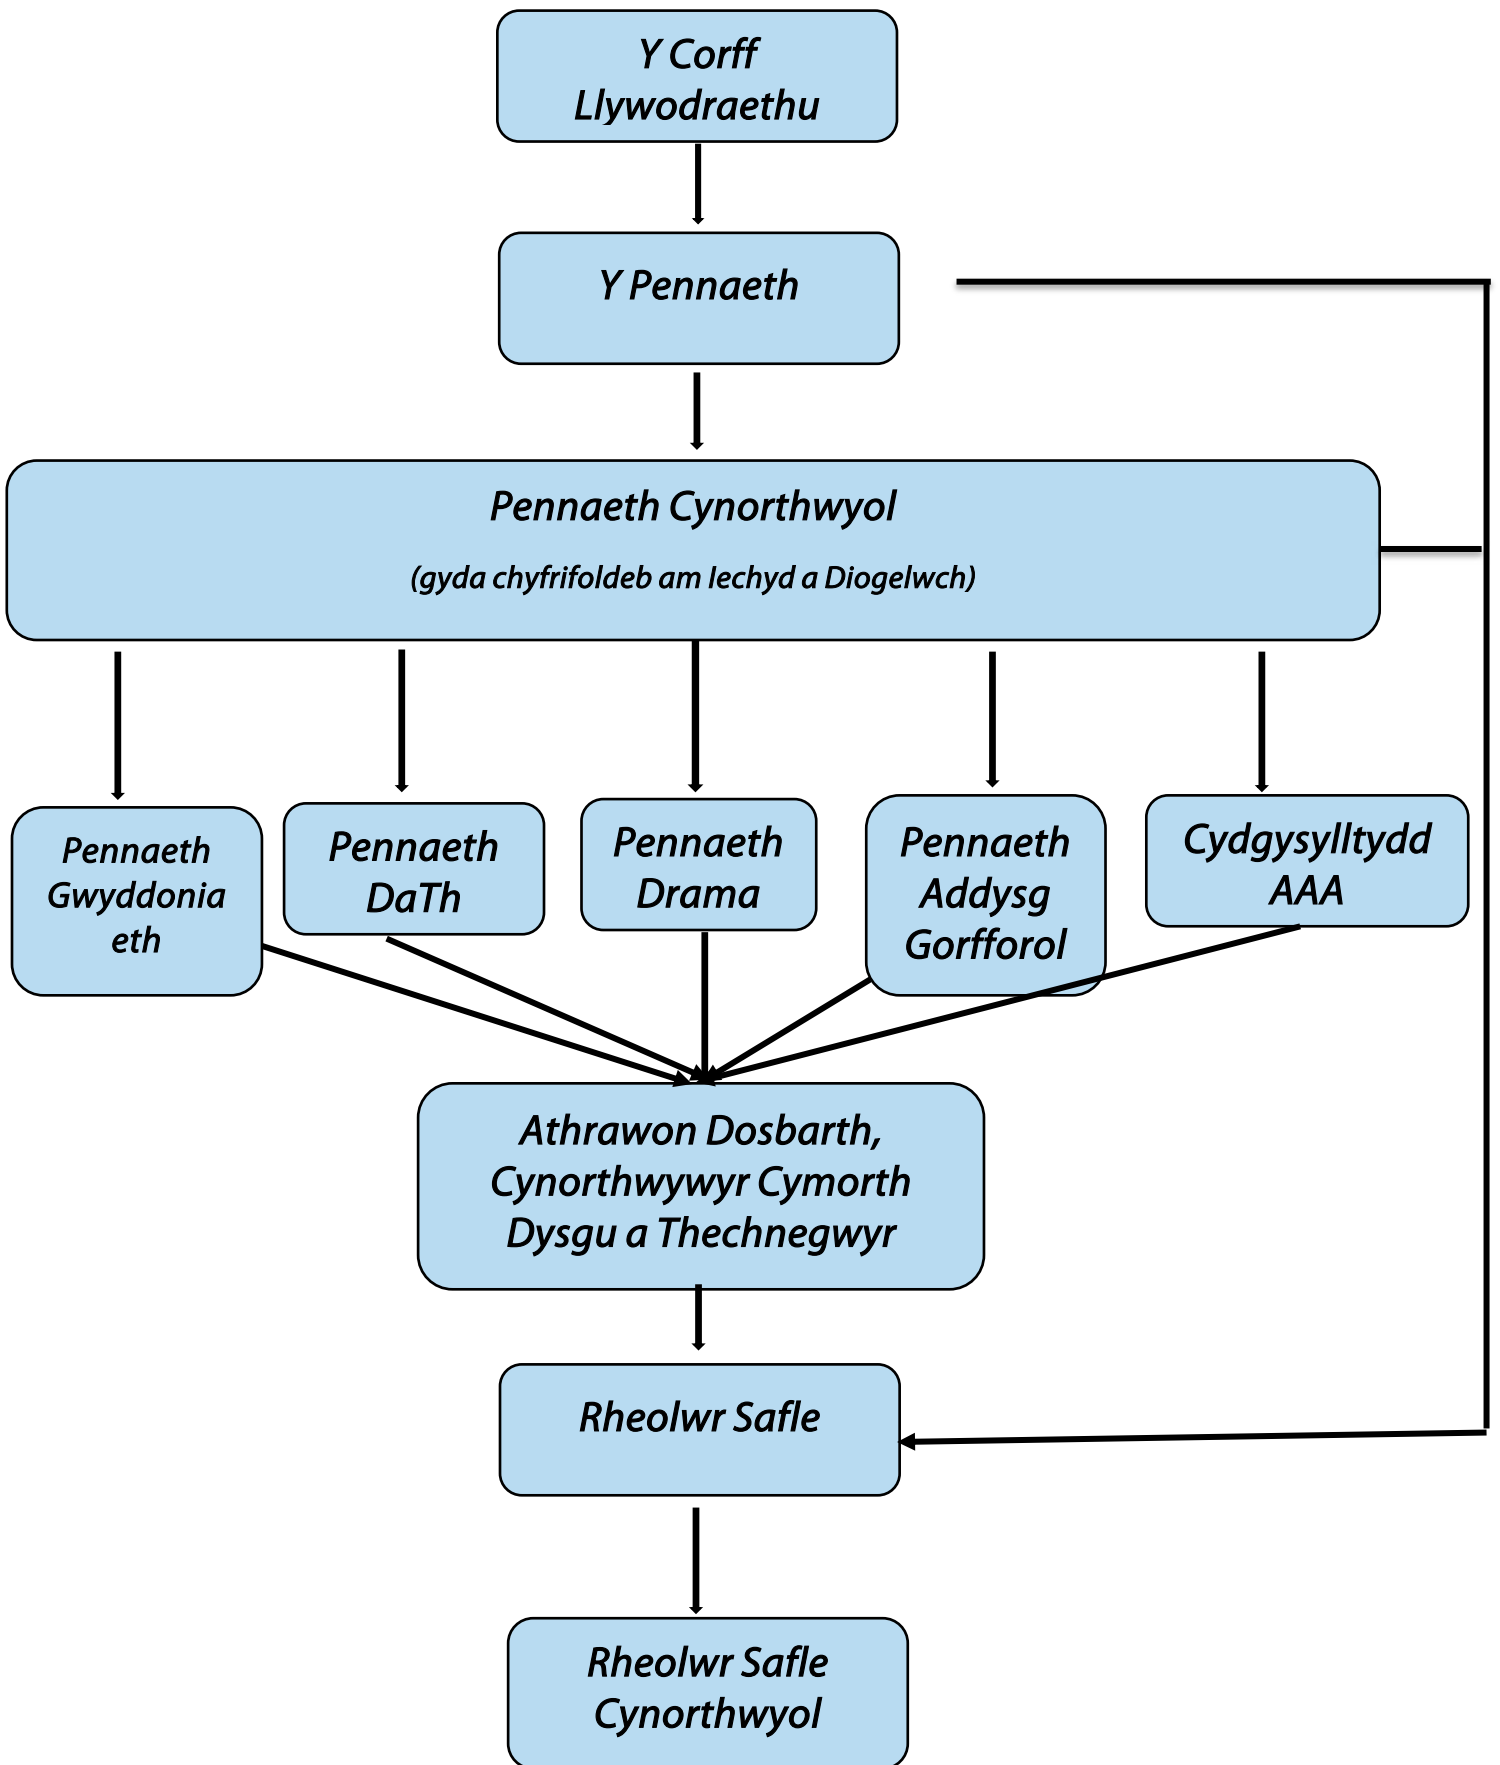 Y Corff
Llywodraethu
Y Pennaeth
Pennaeth Cynorthwyol
(gyda chyfrifoldeb am Iechyd a Diogelwch)
Pennaeth
Gwyddonia
eth
Pennaeth
DaTh
Pennaeth
Drama
Pennaeth
Addysg
Gorfforol
Cydgysylltydd
AAA
Athrawon Dosbarth,
Cynorthwywyr Cymorth
Dysgu a Thechnegwyr
Rheolwr Safle
Rheolwr Safle
Cynorthwyol